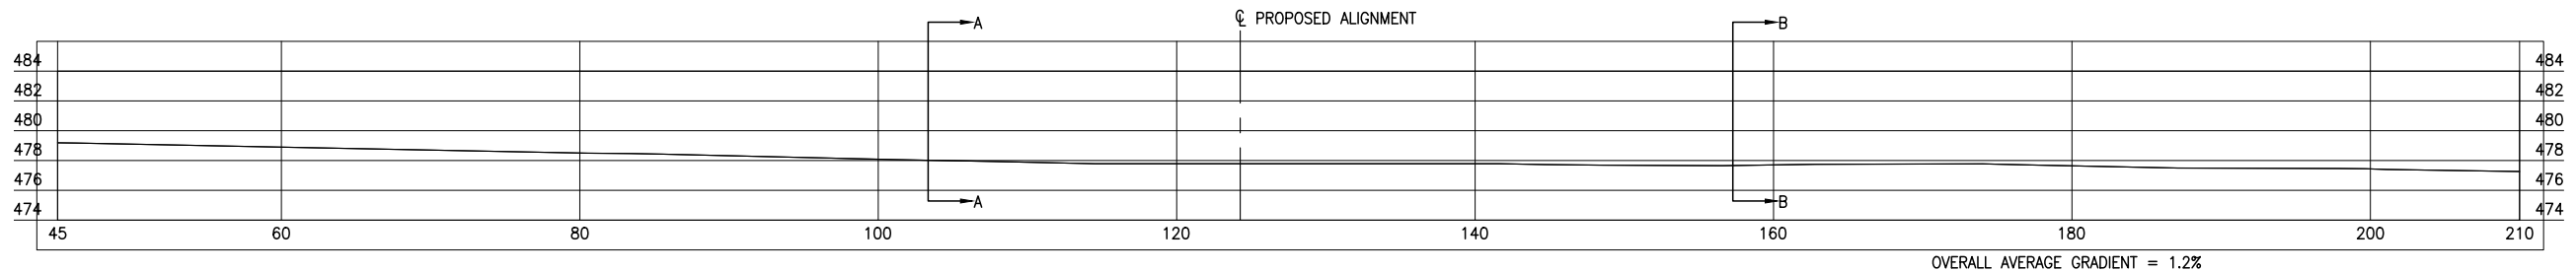 A ℄ PROPOSED ALIGNMENT B
484 484
482 482
480 480
478 478
476 476
474 474
A B
45 60 80 100 120 140 160 180 200 210
OVERALL AVERAGE GRADIENT = 1.2%